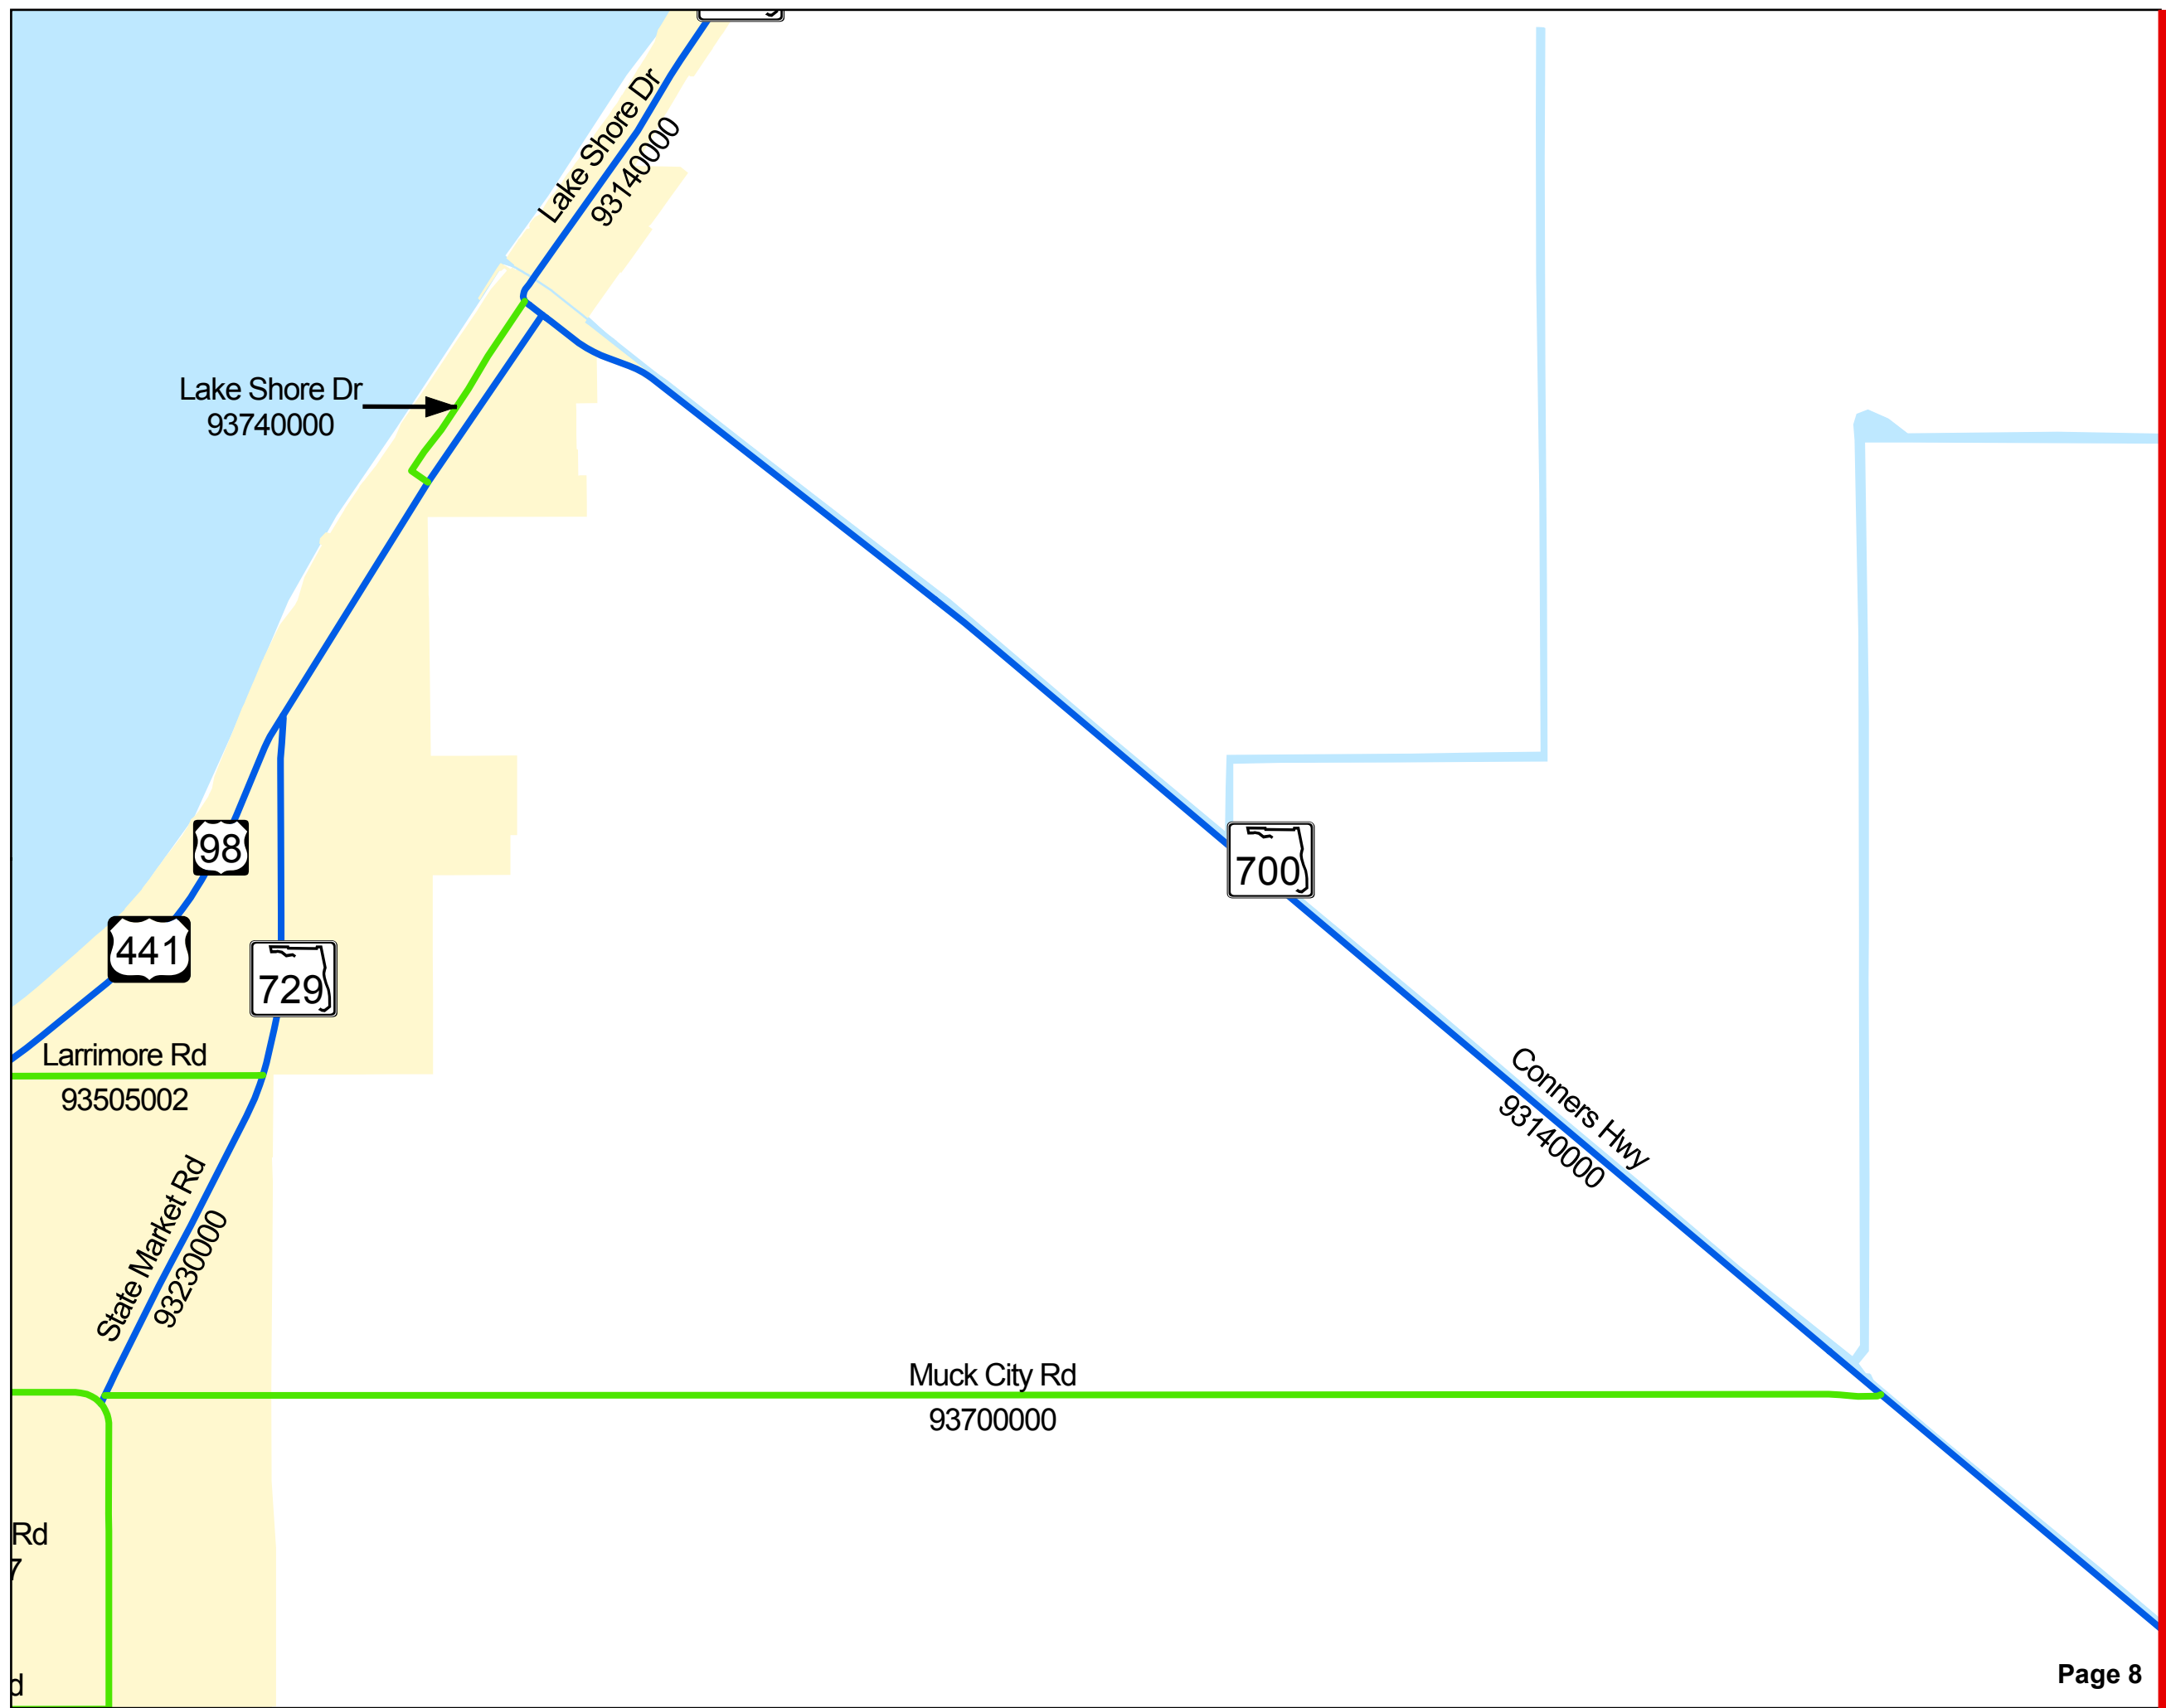 Lake Shore Dr
93140000
Lake Shore Dr
93740000
98
700
441
729
Larrimore Rd
93505002
Conners Hwy
93140000
State Market Rd
93230000
Muck City Rd
93700000
Rd
7
d
Page 8